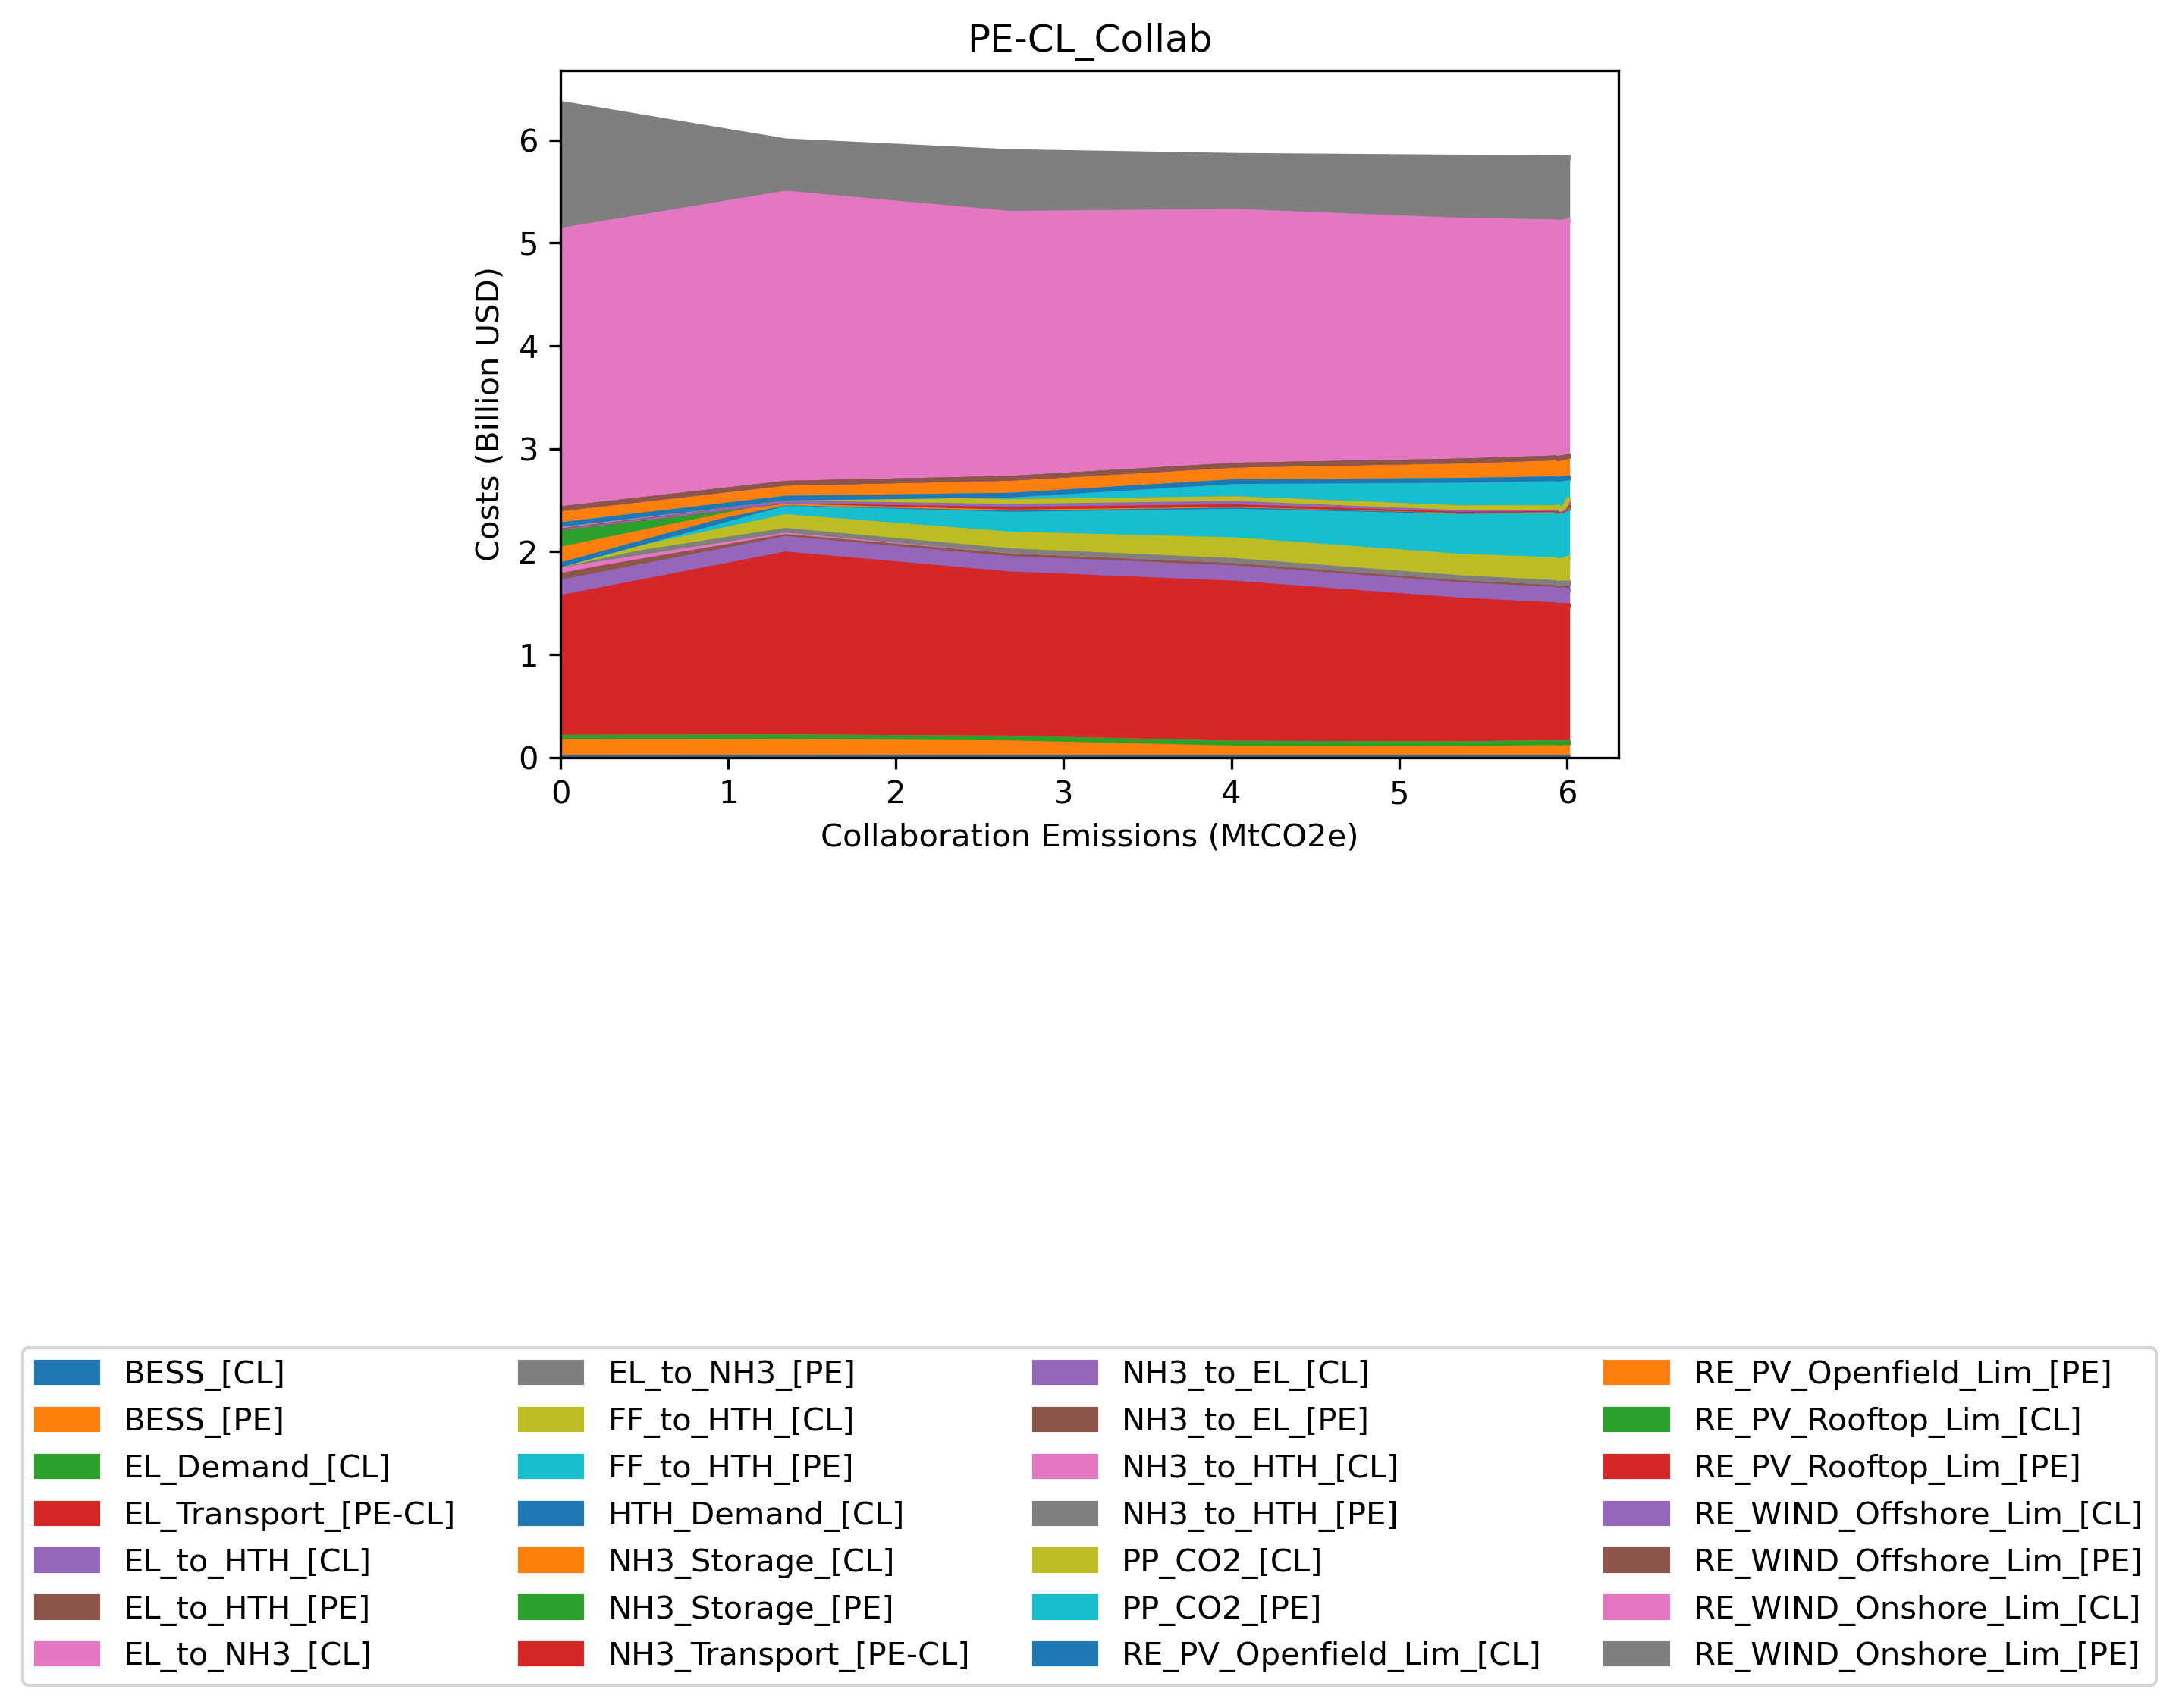 PE-CL_Collab
6
5
4
3
2
1
0
Costs (Billion USD)
0 1 2 3 4 5 6
Collaboration Emissions (MtCO2e)
BESS_[CL]
BESS_[PE]
EL_Demand_[CL]
EL_Transport_[PE-CL]
EL_to_HTH_[CL]
EL_to_HTH_[PE]
EL_to_NH3_[CL]
EL_to_NH3_[PE]
FF_to_HTH_[CL]
FF_to_HTH_[PE]
HTH_Demand_[CL]
NH3_Storage_[CL]
NH3_Storage_[PE]
NH3_Transport_[PE-CL]
NH3_to_EL_[CL]
NH3_to_EL_[PE]
NH3_to_HTH_[CL]
NH3_to_HTH_[PE]
PP_CO2_[CL]
PP_CO2_[PE]
RE_PV_Openfield_Lim_[CL]
RE_PV_Openfield_Lim_[PE]
RE_PV_Rooftop_Lim_[CL]
RE_PV_Rooftop_Lim_[PE]
RE_WIND_Offshore_Lim_[CL]
RE_WIND_Offshore_Lim_[PE]
RE_WIND_Onshore_Lim_[CL]
RE_WIND_Onshore_Lim_[PE]